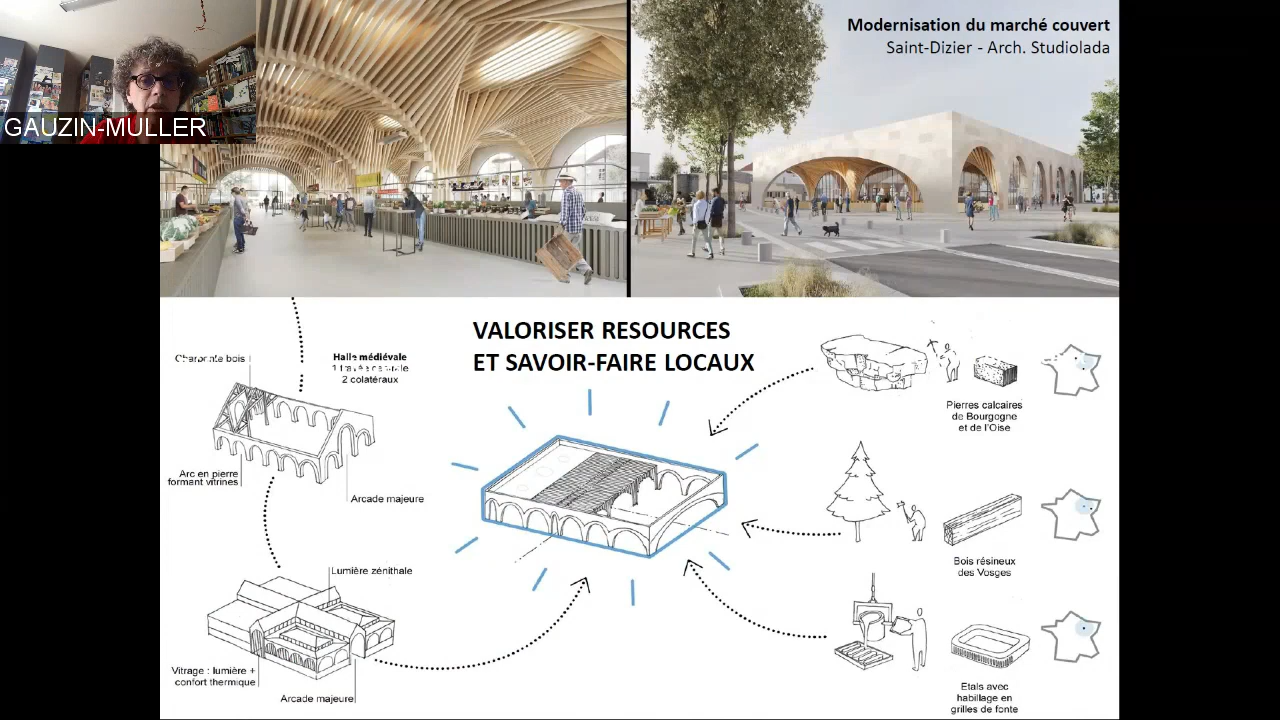 GAUZIN-MULLER
Modernisation du marché couvert
Saint-Dizier - Arch. Studiolada
VALORISER RESOURCES
ET SAVOIR-FAIRE LOCAUX
bois
Halle médiévale
2 colatéraux
Arc en pierre
formant vitrines
Arcade majeure
Lumière zénithale
Vitrage : lumière +
confort thermique
Arcade majeure
Pierres calcaires
de Bourgogne
et de l'Oise
Bois résineux
des Vosges
Etals avec
habillage en
grilles de fonte